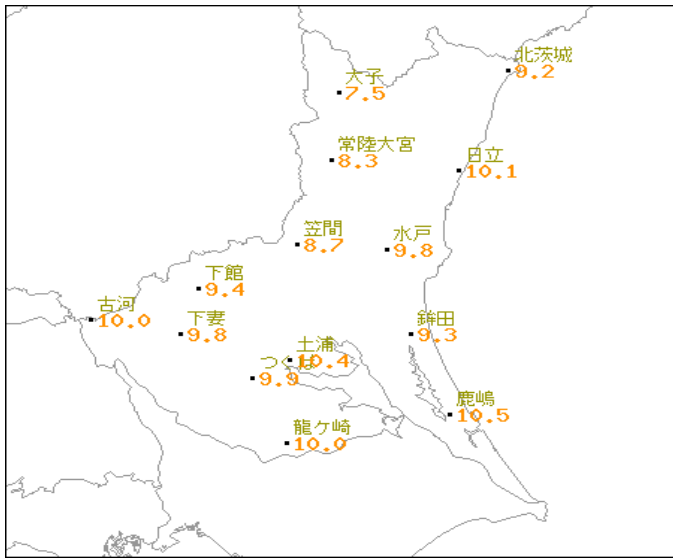 北茨城
9.2
大子
7.5
常陸大宮
8.3
日立
10.1
笠間
8.7
水戸
9.8
下館
9.4
古河
10.0
下妻
9.8
鉾田
9.3
土浦
10.4
つくば
9.9
鹿嶋
10.5
龍ケ崎
10.0